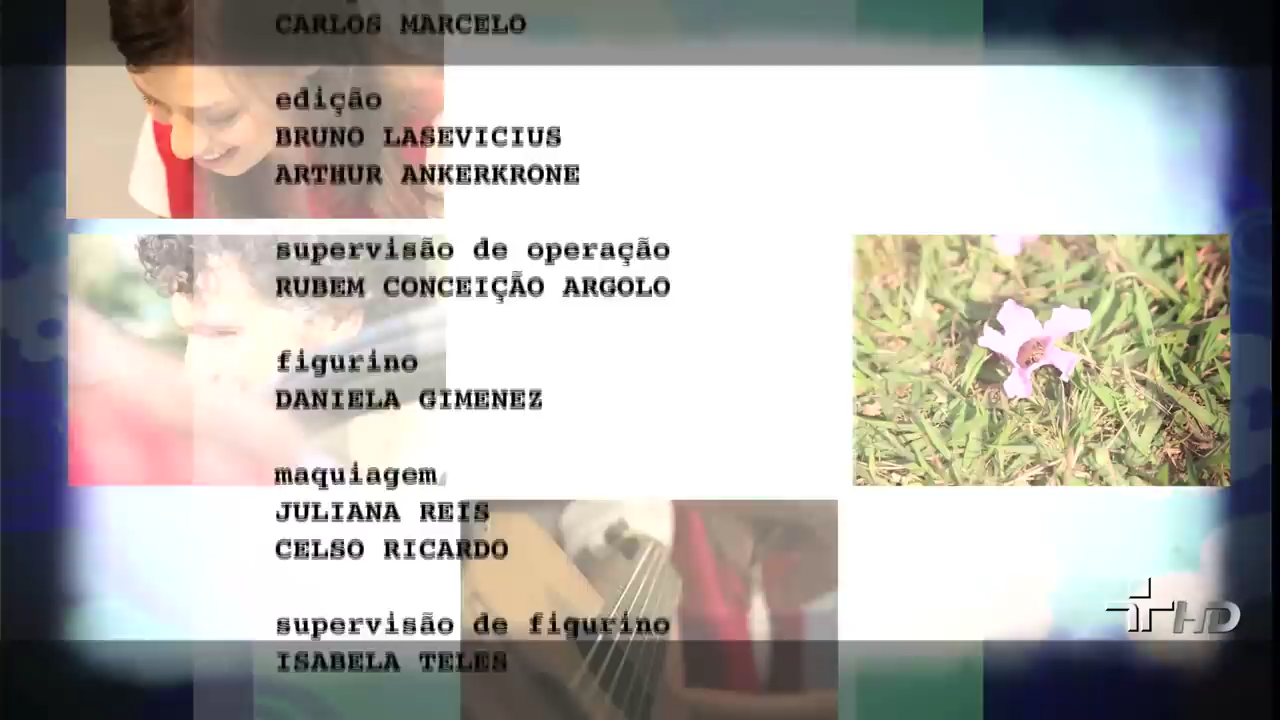 CARLOS MARCELO
edição
BRUNO LASEVICIUS
ARTHUR ANKERKRONE
supervisão de operação
RUBEM CONCEIÇÃO ARGOLO
figurino
DANIELA GIMENEZ
maquiagem
JULIANA REIS
CELSO RICARDO
supervisão de figurino
ISABELA TELES
HD